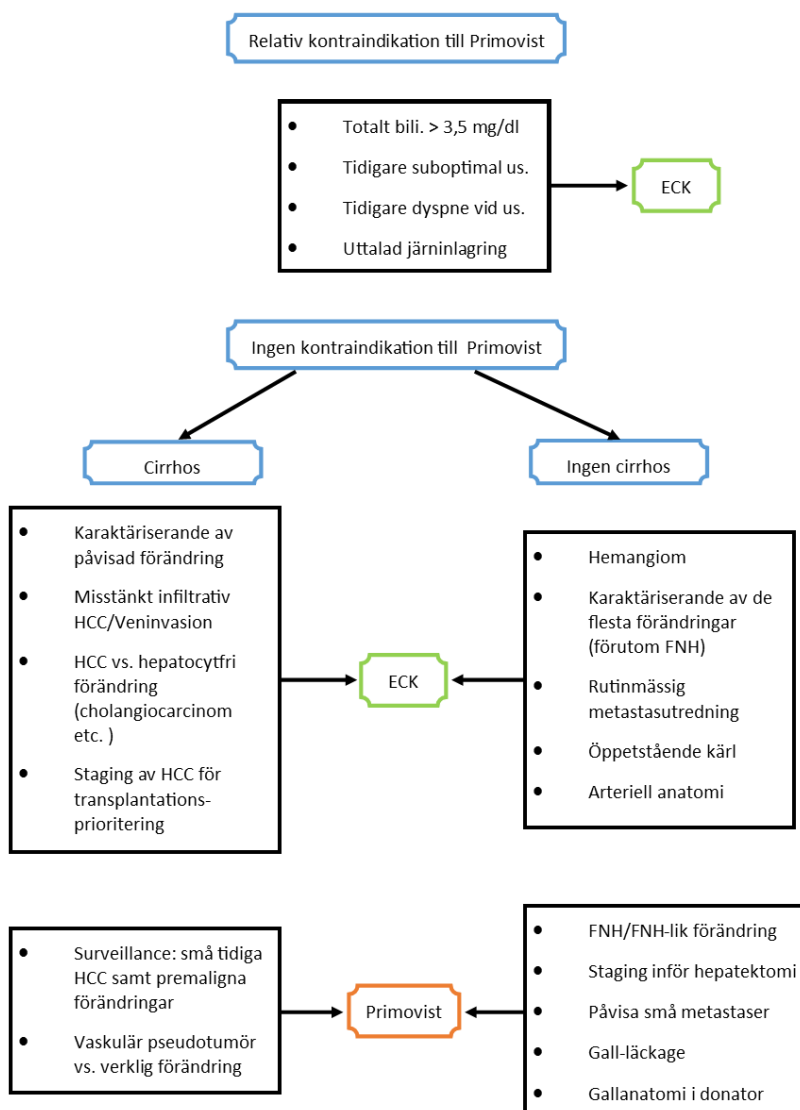 Relativ kontraindikation till Primovist
• Totalt bili. > 3,5 mg/dl
• Tidigare suboptimal us.
• Tidigare dyspne vid us.
• Uttalad järninlagring
ECK
Ingen kontraindikation till Primovist
Cirrhos
Ingen cirrhos
• Karaktäriserande av
påvisad förändring
• Misstänkt infiltrativ
HCC/Veninvasion
• HCC vs. hepatocytfri
förändring
(cholangiocarcinom
etc. )
• Staging av HCC för
transplantations-
prioritering
ECK
• Hemangiom
• Karaktäriserande av de
flesta förändringar
(förutom FNH)
• Rutinmässig
metastasutredning
• Öppetstående kärl
• Arteriell anatomi
• Surveillance: små tidiga
HCC samt premaligna
förändringar
• Vaskulär pseudotumör
vs. verklig förändring
Primovist
• FNH/FNH-lik förändring
• Staging inför hepatektomi
• Påvisa små metastaser
• Gall-läckage
• Gallanatomi i donator